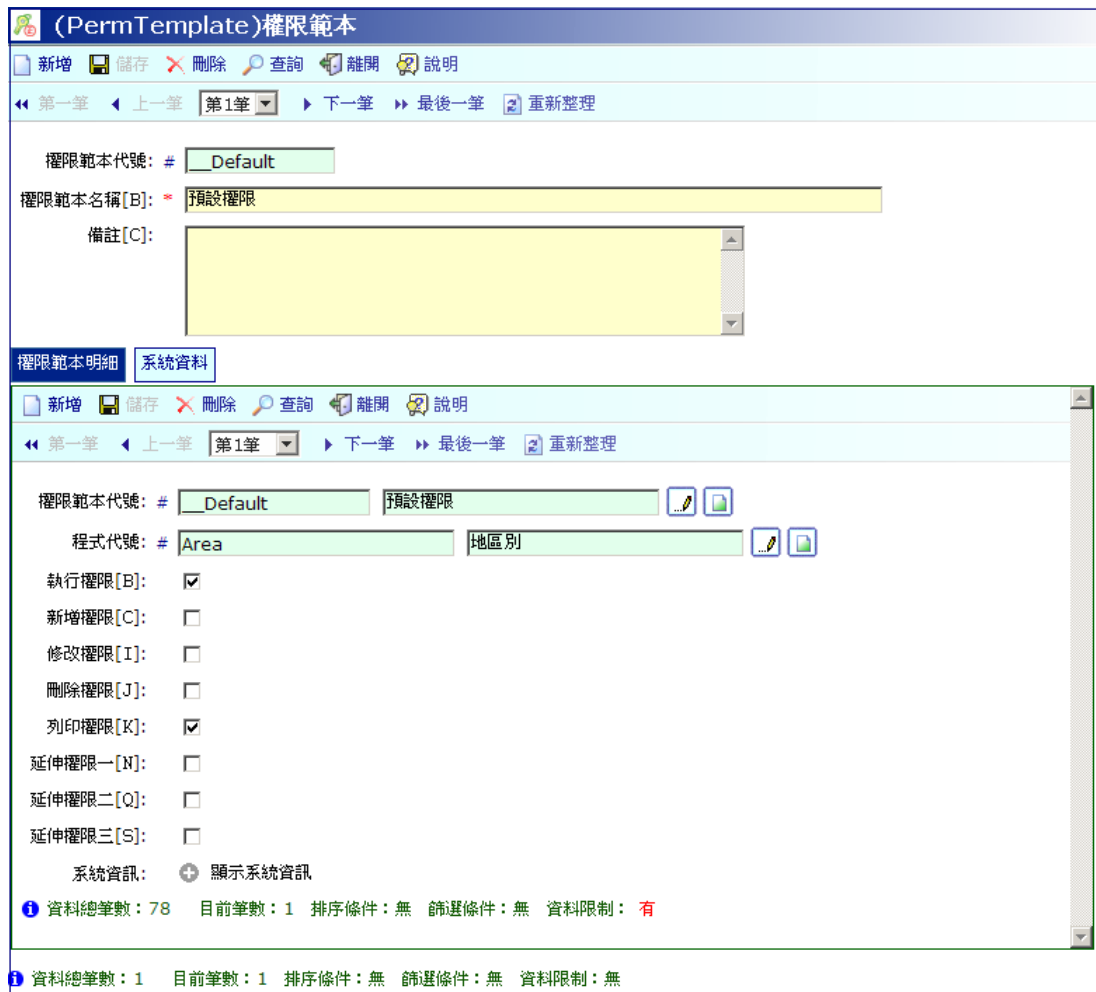 (PermTemplate)權限範本
新增 儲存 刪除 查詢 離開 說明
第一筆 上一筆 第1筆 下一筆 最後一筆 重新整理
權限範本代號: # __Default
權限範本名稱[B]: * 預設權限
備註[C]:
權限範本明細 系統資料
新增 儲存 刪除 查詢 離開 說明
第一筆 上一筆 第1筆 下一筆 最後一筆 重新整理
權限範本代號: # __Default 預設權限
程式代號: # Area 地區別
執行權限[B]:
新增權限[C]:
修改權限[I]:
刪除權限[J]:
列印權限[K]:
延伸權限一[N]:
延伸權限二[Q]:
延伸權限三[S]:
系統資訊: 顯示系統資訊
資料總筆數：78 目前筆數：1 排序條件：無 篩選條件：無 資料限制： 有
資料總筆數：1 目前筆數：1 排序條件：無 篩選條件：無 資料限制：無